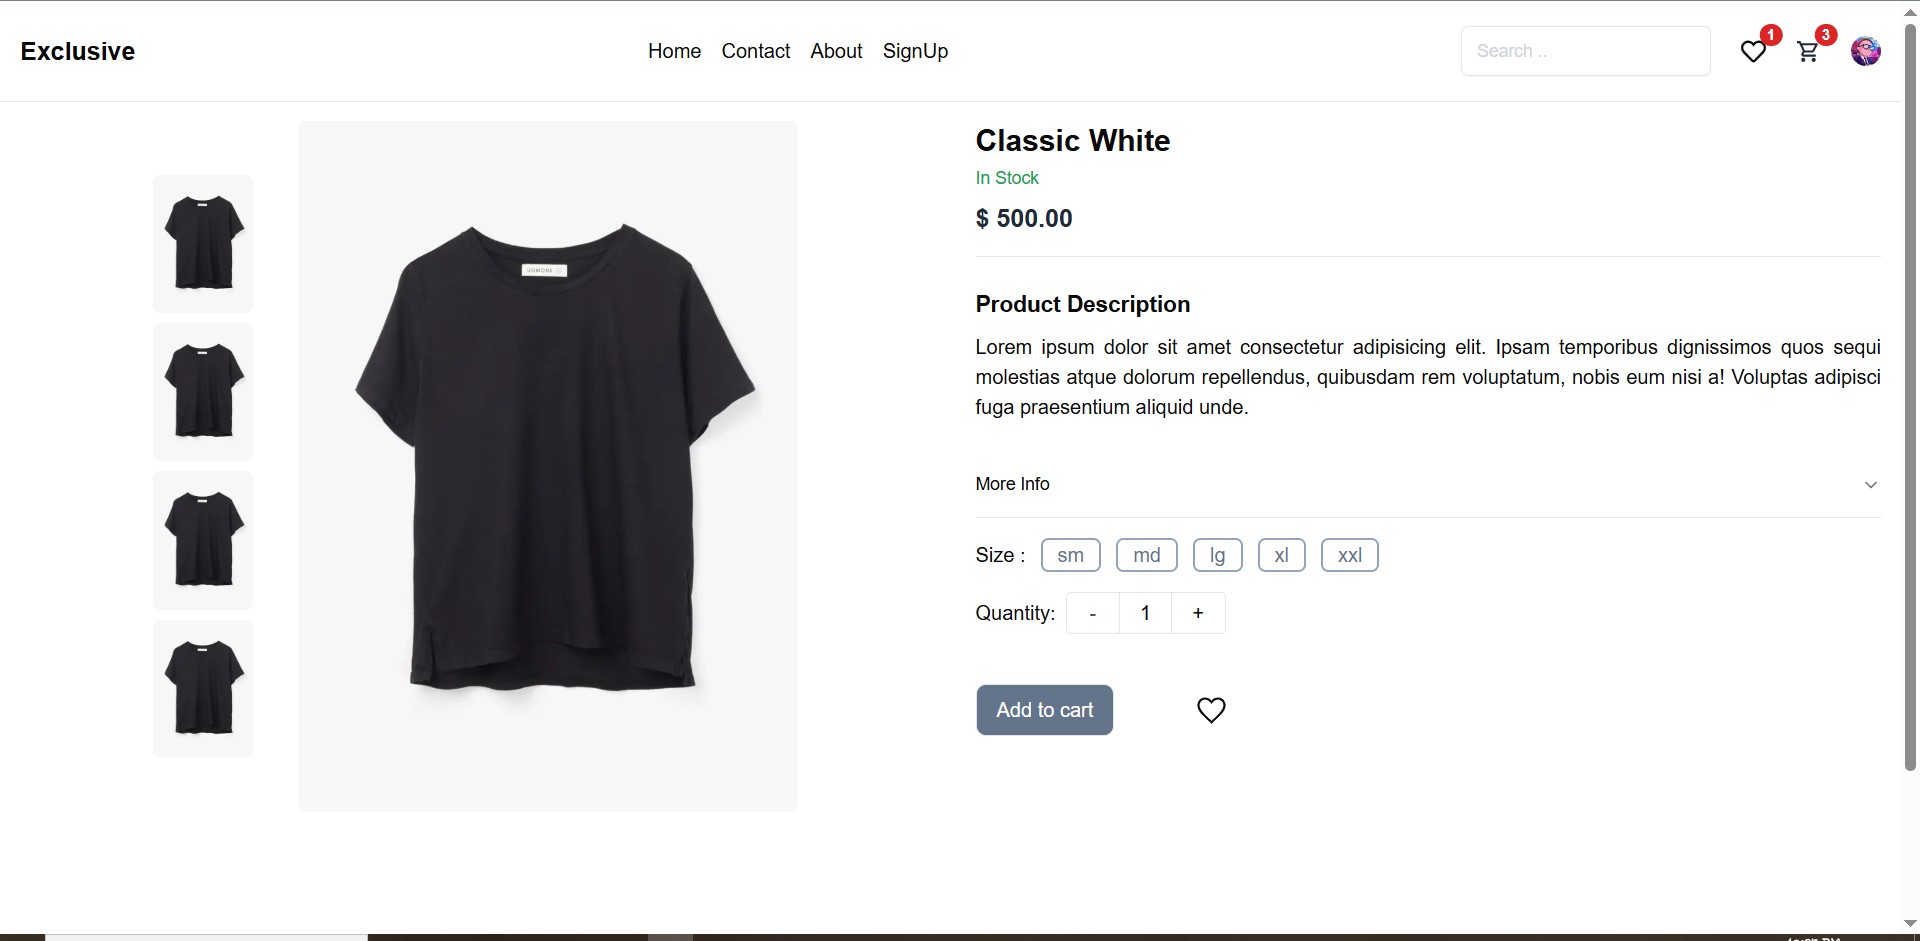 Exclusive
Home Contact About SignUp
Search ..
1
3
Classic White
In Stock
$ 500.00
Product Description
Lorem ipsum dolor sit amet consectetur adipisicing elit. Ipsam temporibus dignissimos quos sequi
molestias atque dolorum repellendus, quibusdam rem voluptatum, nobis eum nisi a! Voluptas adipisci
fuga praesentium aliquid unde.
More Info
Size : sm md lg xl xxl
Quantity: - 1 +
Add to cart
UGMONK